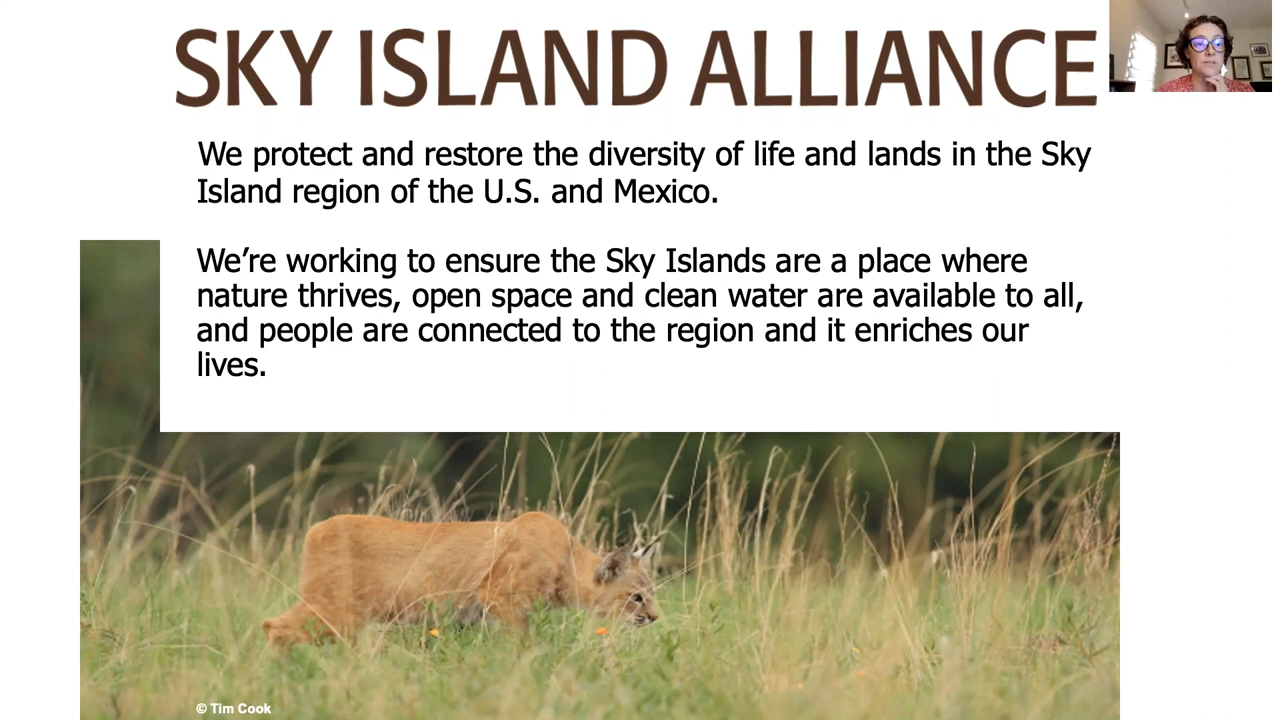 SKY ISLAND ALLIANCE
We protect and restore the diversity of life and lands in the Sky
Island region of the U.S. and Mexico.
We’re working to ensure the Sky Islands are a place where
nature thrives, open space and clean water are available to all,
and people are connected to the region and it enriches our
lives.
© Tim Cook